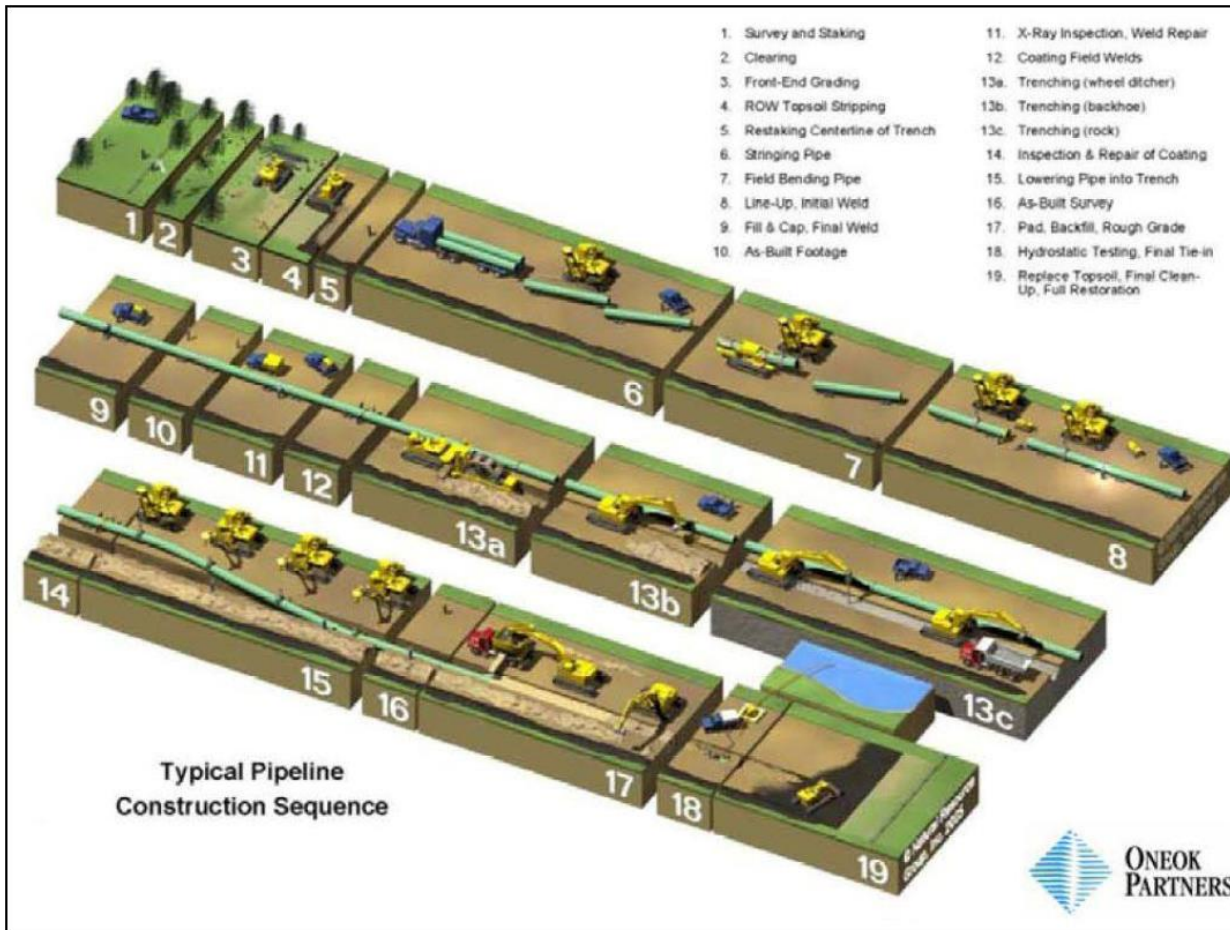 1. Survey and Staking
2. Clearing
3. Front-End Grading
4. ROW Topsoil Stripping
5. Restaking Centerline of Trench
6. Stringing Pipe
7. Field Bending Pipe
8. Line-Up, Initial Weld
9. Fill & Cap, Final Weld
10. As-Built Footage
11. X-Ray Inspection, Weld Repair
12. Coating Field Welds
13a. Trenching (wheel ditcher)
13b. Trenching (backhoe)
13c. Trenching (rock)
14. Inspection & Repair of Coating
15. Lowering Pipe into Trench
16. As-Built Survey
17. Pad, Backfill, Rough Grade
18. Hydrostatic Testing, Final Tie-in
19. Replace Topsoil, Final Clean-
Up, Full Restoration
1
2
3
4
5
6
7
8
9
10
11
12
13a
13b
13c
14
15
16
17
18
19
© Natural Resource
Group, Inc. 2005
Typical Pipeline
Construction Sequence
ONEOK
PARTNERS